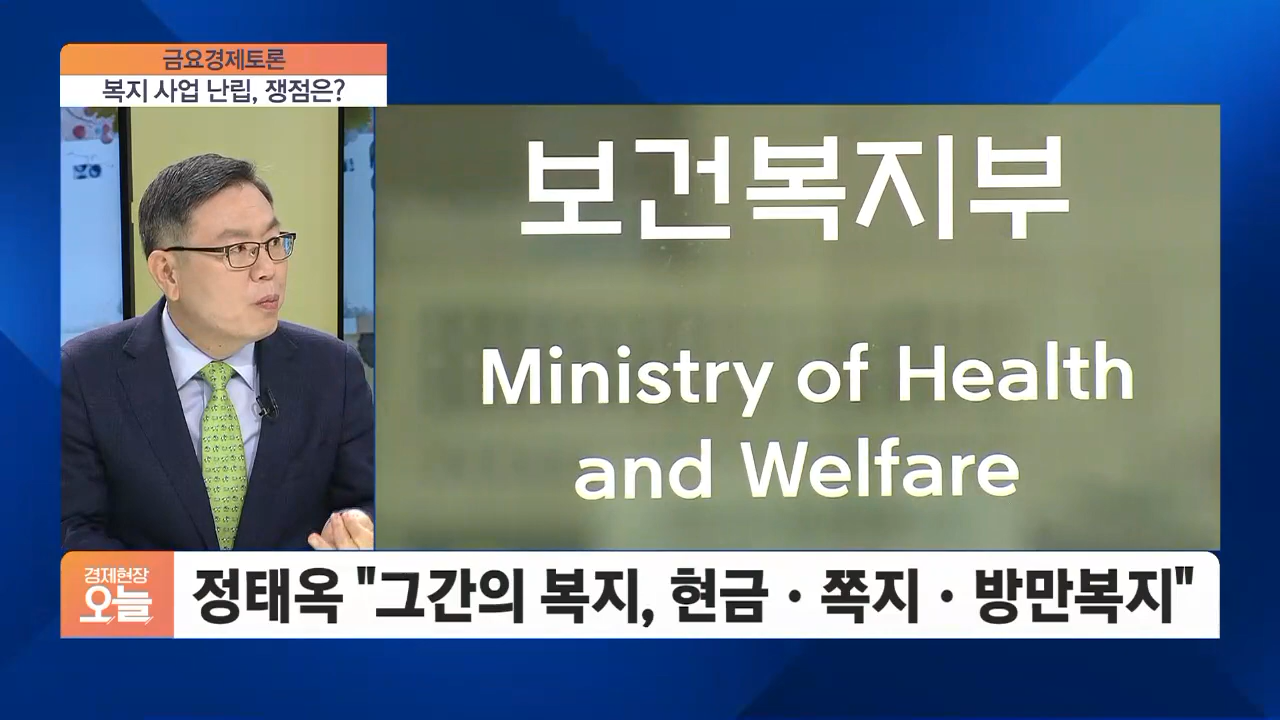 금요경제토론
복지 사업 난립, 쟁점은?
보건복지부
Ministry of Health
and Welfare
경제현장
오늘
정태옥 "그간의 복지, 현금·쪽지·방만복지"